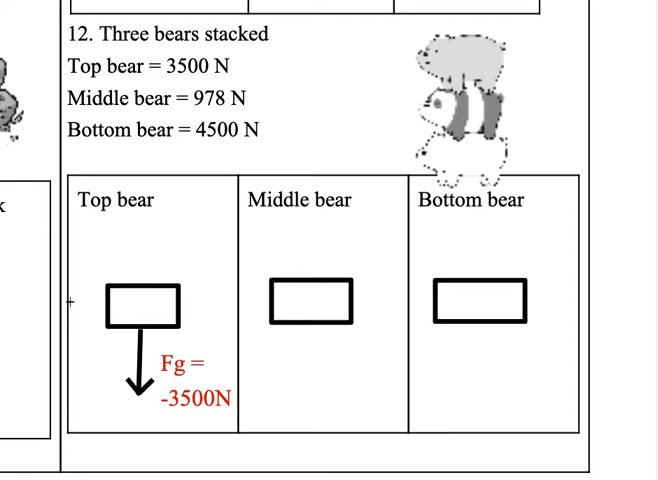 12. Three bears stacked
Top bear = 3500 N
Middle bear = 978 N
Bottom bear = 4500 N
Top bear
Middle bear
Bottom bear
Fg =
-3500N